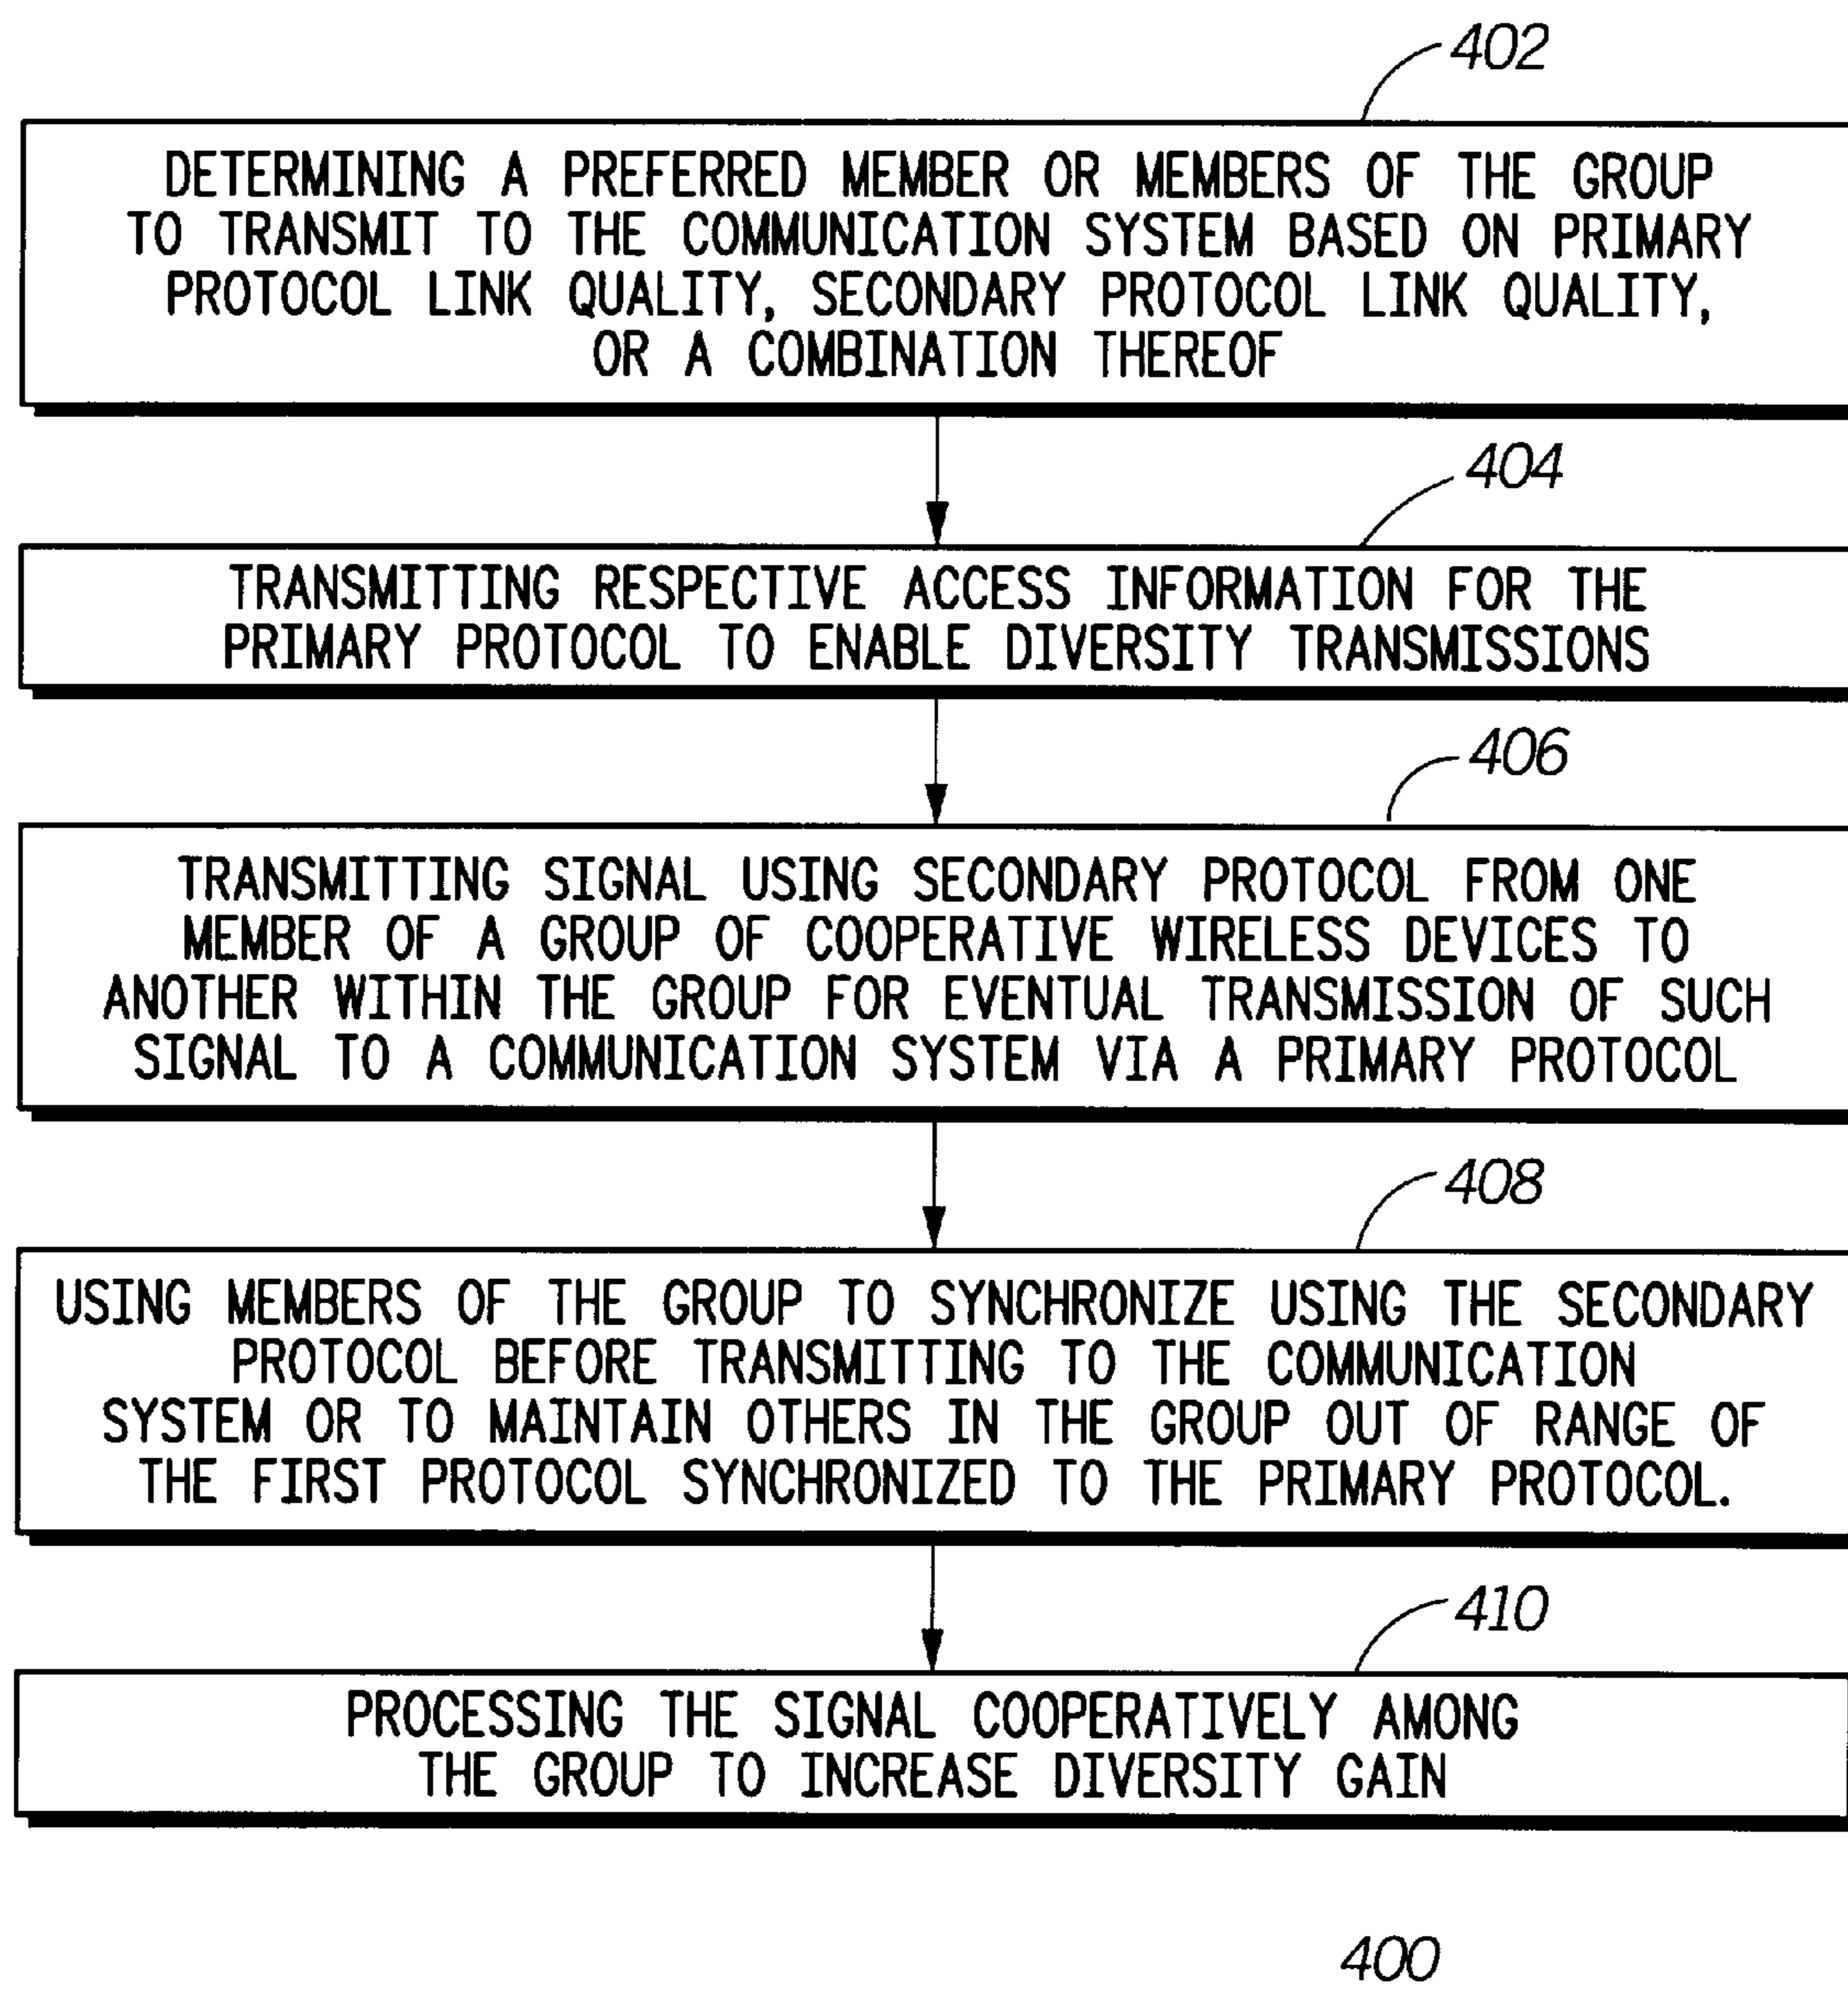 402
DETERMINING A PREFERRED MEMBER OR MEMBERS OF THE GROUP
TO TRANSMIT TO THE COMMUNICATION SYSTEM BASED ON PRIMARY
PROTOCOL LINK QUALITY, SECONDARY PROTOCOL LINK QUALITY,
OR A COMBINATION THEREOF
404
TRANSMITTING RESPECTIVE ACCESS INFORMATION FOR THE
PRIMARY PROTOCOL TO ENABLE DIVERSITY TRANSMISSIONS
406
TRANSMITTING SIGNAL USING SECONDARY PROTOCOL FROM ONE
MEMBER OF A GROUP OF COOPERATIVE WIRELESS DEVICES TO
ANOTHER WITHIN THE GROUP FOR EVENTUAL TRANSMISSION OF SUCH
SIGNAL TO A COMMUNICATION SYSTEM VIA A PRIMARY PROTOCOL
408
USING MEMBERS OF THE GROUP TO SYNCHRONIZE USING THE SECONDARY
PROTOCOL BEFORE TRANSMITTING TO THE COMMUNICATION
SYSTEM OR TO MAINTAIN OTHERS IN THE GROUP OUT OF RANGE OF
THE FIRST PROTOCOL SYNCHRONIZED TO THE PRIMARY PROTOCOL.
410
PROCESSING THE SIGNAL COOPERATIVELY AMONG
THE GROUP TO INCREASE DIVERSITY GAIN
400